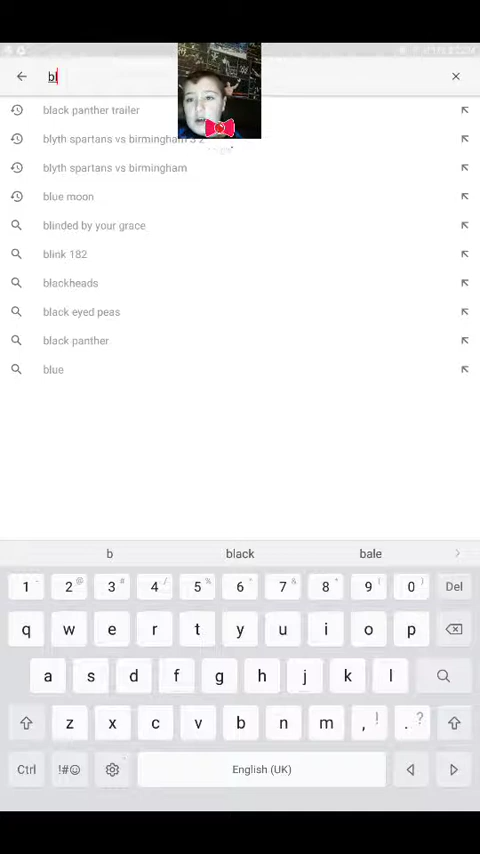 bl
black panther trailer
blyth spartans vs birmingham 3 2
blyth spartans vs birmingham
blue moon
blinded by your grace
blink 182
blackheads
black eyed peas
black panther
blue
b black bale
1 - 2 @ 3 # 4 / 5 % 6 ^ 7 & 8 * 9 ( 0 ) Del
q w e r t y u i o p
a s d f g h j k l
z x c v b n m , ! . ?
Ctrl !#☺ English (UK)